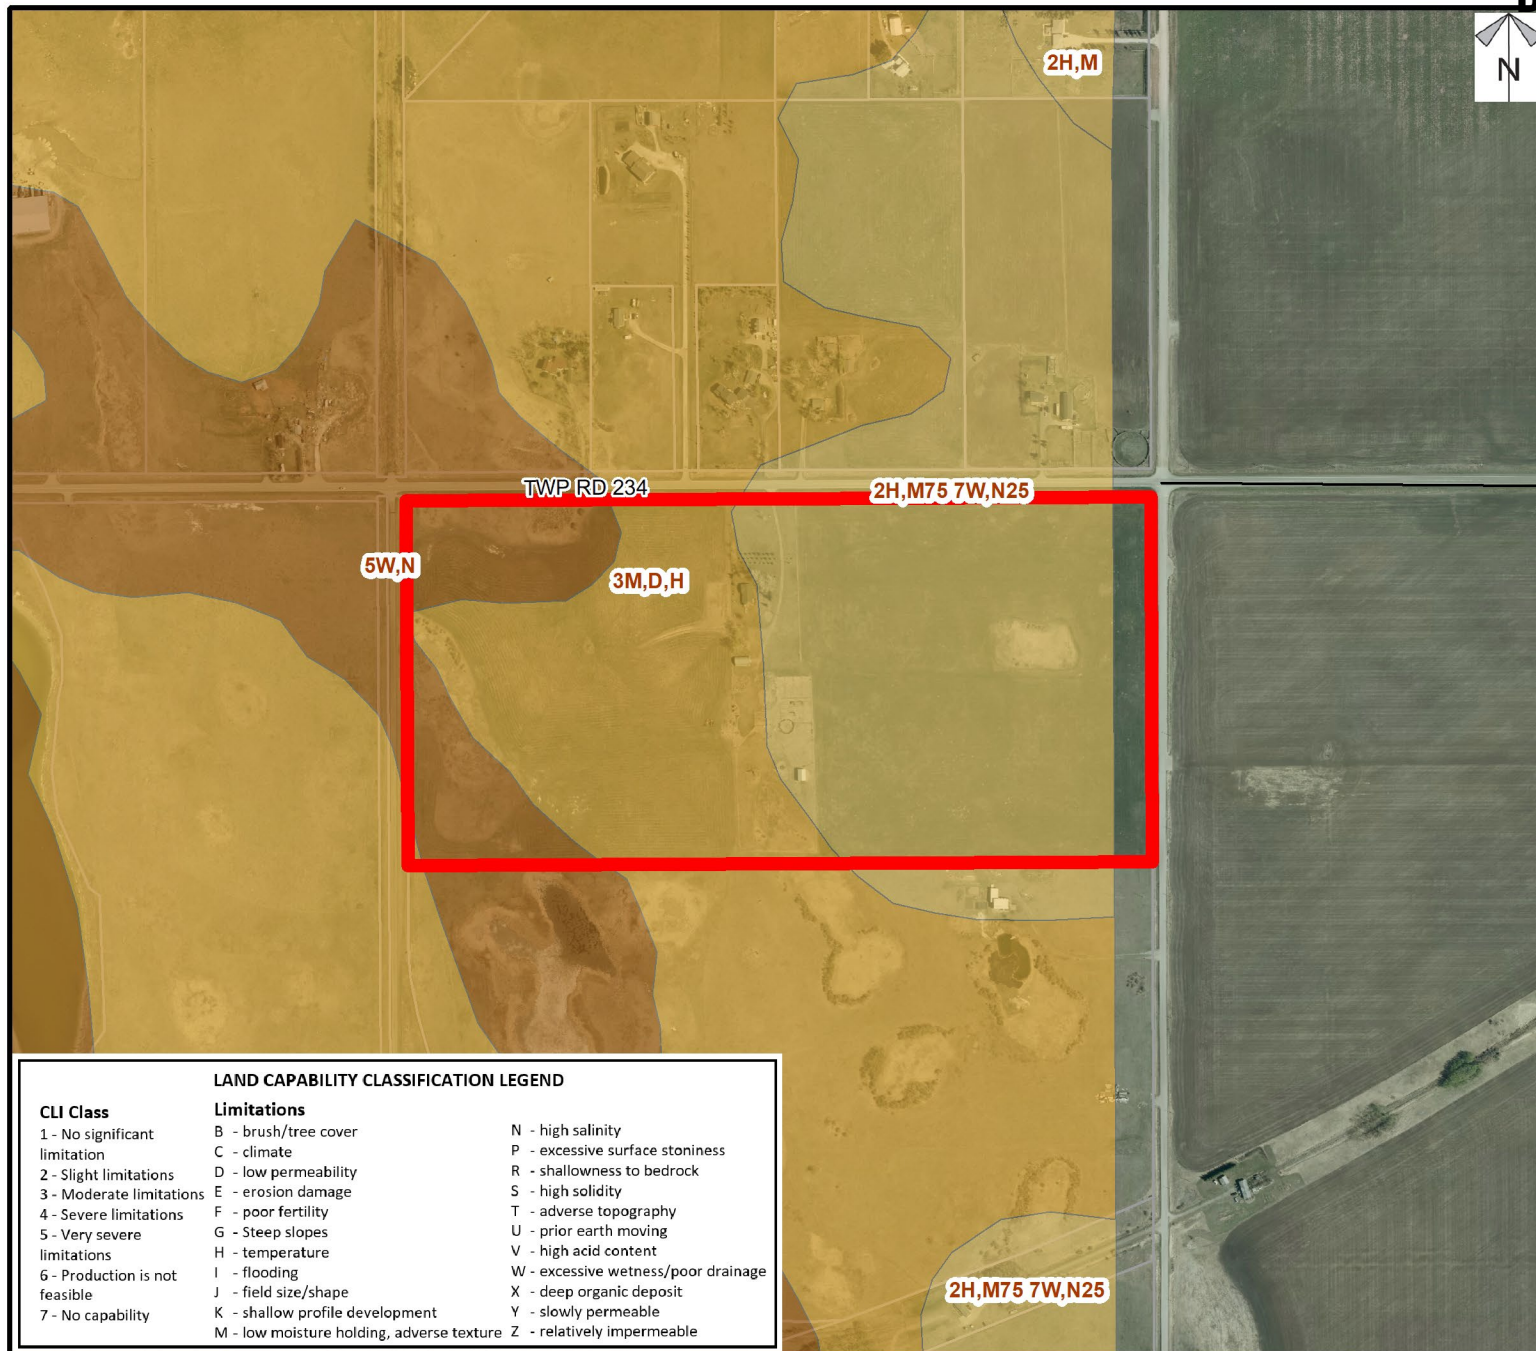 N
2H,M
TWP RD 234
2H,M75 7W,N25
5W,N
3M,D,H
2H,M75 7W,N25
LAND CAPABILITY CLASSIFICATION LEGEND
CLI Class
1 - No significant
limitation
2 - Slight limitations
3 - Moderate limitations
4 - Severe limitations
5 - Very severe
limitations
6 - Production is not
feasible
7 - No capability
Limitations
B - brush/tree cover
C - climate
D - low permeability
E - erosion damage
F - poor fertility
G - Steep slopes
H - temperature
I - flooding
J - field size/shape
K - shallow profile development
M - low moisture holding, adverse texture
N - high salinity
P - excessive surface stoniness
R - shallowness to bedrock
S - high solidity
T - adverse topography
U - prior earth moving
V - high acid content
W - excessive wetness/poor drainage
X - deep organic deposit
Y - slowly permeable
Z - relatively impermeable